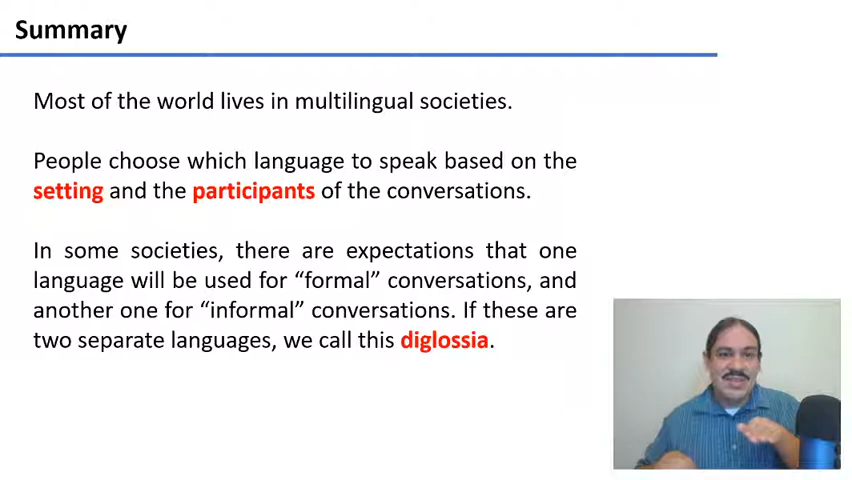 Summary
Most of the world lives in multilingual societies.
People choose which language to speak based on the
setting and the participants of the conversations.
In some societies, there are expectations that one
language will be used for “formal” conversations, and
another one for “informal” conversations. If these are
two separate languages, we call this diglossia.